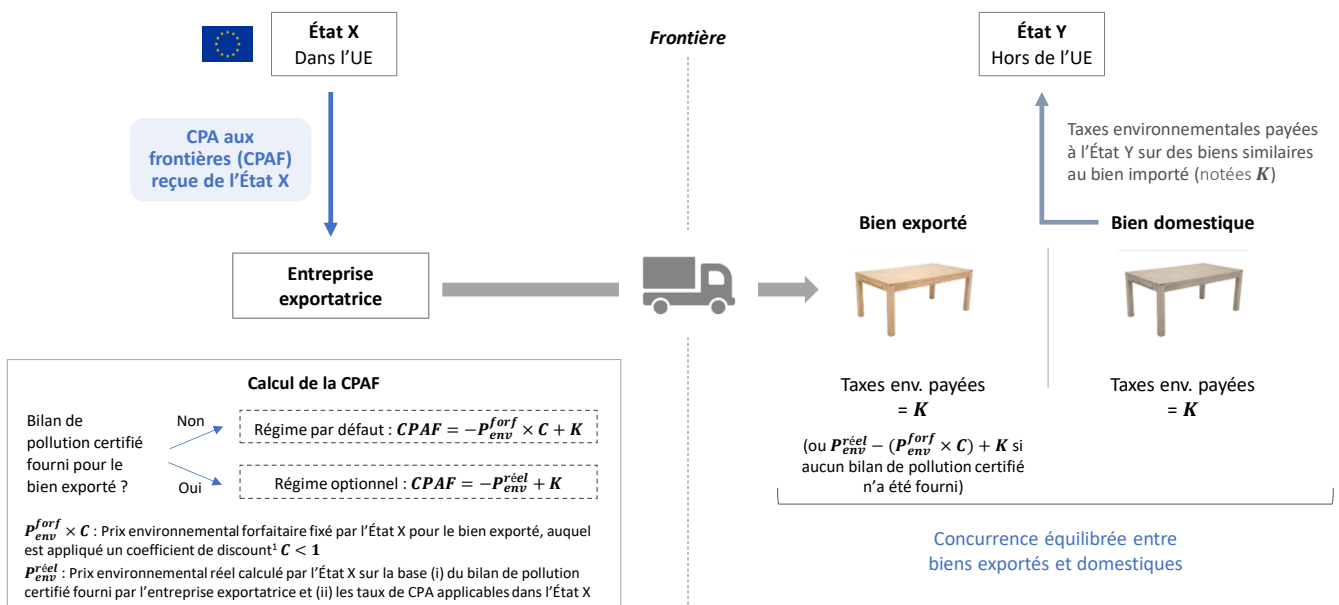 État X
Dans l'UE
Frontière
État Y
Hors de l'UE
CPA aux
frontières (CPAF)
reçue de l'État X
Taxes environnementales payées
à l'État Y sur des biens similaires
au bien importé (notées K)
Bien exporté
Bien domestique
Entreprise
exportatrice
Calcul de la CPAF
Bilan de
pollution certifié
fourni pour le
bien exporté ?
Non
Régime par défaut : CPAF = −P_env^forf × C + K
Oui
Régime optionnel : CPAF = −P_env^réel + K
P_env^forf × C : Prix environnemental forfaitaire fixé par l'État X pour le bien exporté, auquel
est appliqué un coefficient de discount¹ C < 1
P_env^réel : Prix environnemental réel calculé par l'État X sur la base (i) du bilan de pollution
certifié fourni par l'entreprise exportatrice et (ii) les taux de CPA applicables dans l'État X
Taxes env. payées
= K
(ou P_env^réel − (P_env^forf × C) + K si
aucun bilan de pollution certifié
n'a été fourni)
Taxes env. payées
= K
Concurrence équilibrée entre
biens exportés et domestiques